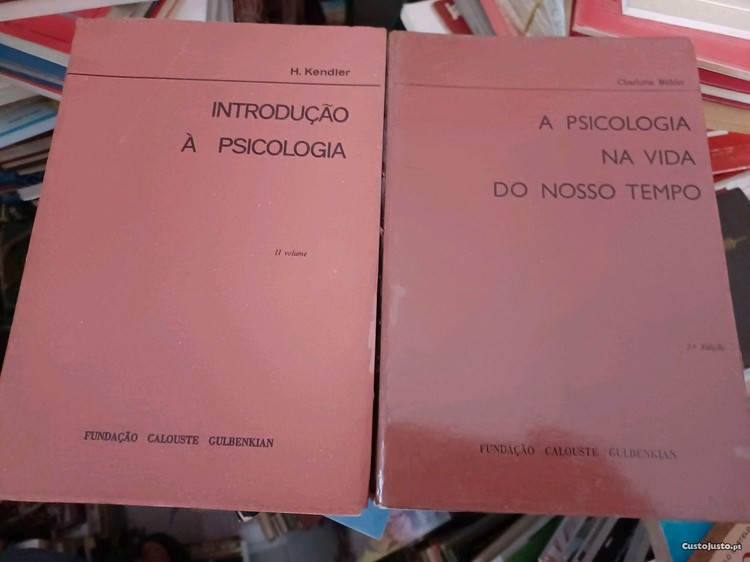 H. Kendler
INTRODUÇÃO
À PSICOLOGIA
II volume
FUNDAÇÃO CALOUSTE GULBENKIAN
Charlotte Bühler
A PSICOLOGIA
NA VIDA
DO NOSSO TEMPO
Edição
FUNDAÇÃO CALOUSTE GULBENKIAN
CustoJusto.pt